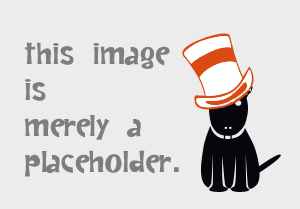 this image
is
merely a
placeholder.